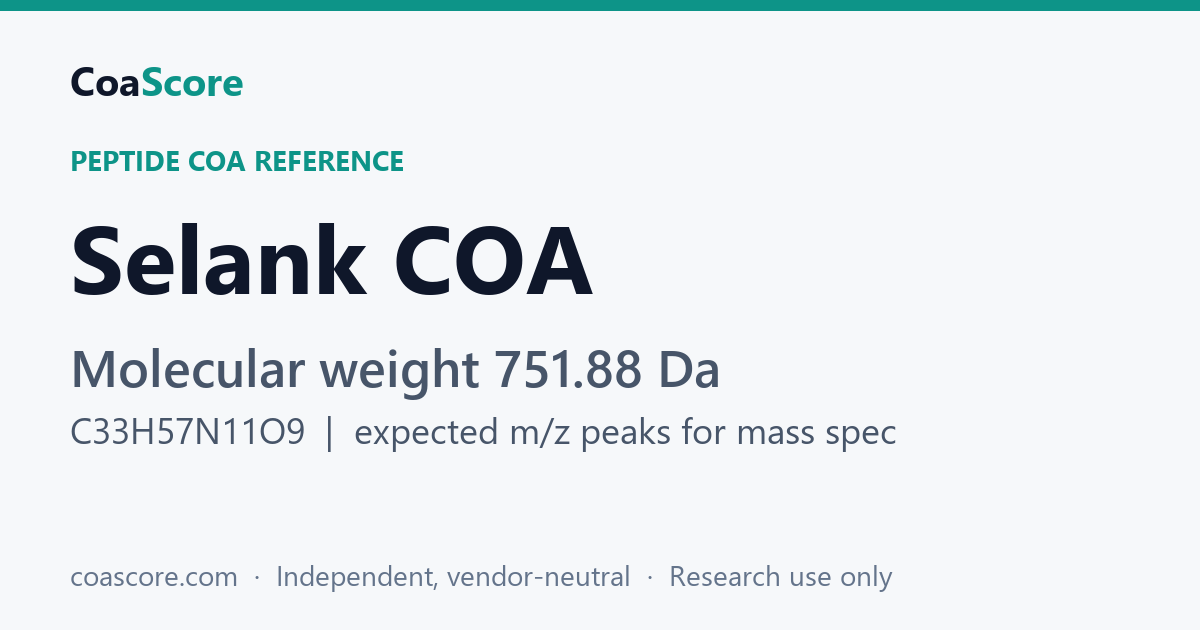 CoaScore
PEPTIDE COA REFERENCE
Selank COA
Molecular weight 751.88 Da
C33H57N11O9 | expected m/z peaks for mass spec
coascore.com · Independent, vendor-neutral · Research use only